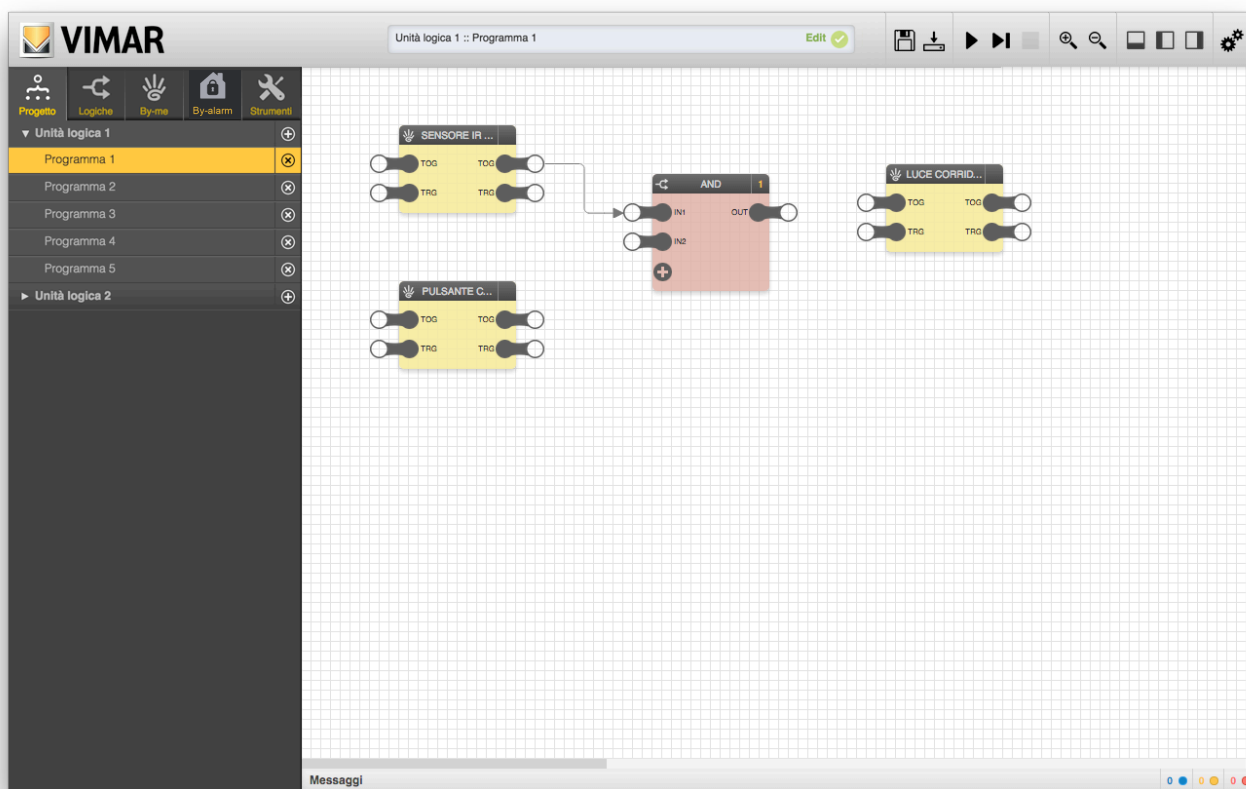 VIMAR
Unità logica 1 :: Programma 1
Edit
Progetto
Logiche
By-me
By-alarm
Strumenti
Unità logica 1
Programma 1
Programma 2
Programma 3
Programma 4
Programma 5
Unità logica 2
SENSORE IR ...
TOG TOG
TRG TRG
AND 1
IN1 OUT
IN2
LUCE CORRID...
TOG TOG
TRG TRG
PULSANTE C...
TOG TOG
TRG TRG
Messaggi
0 0 0